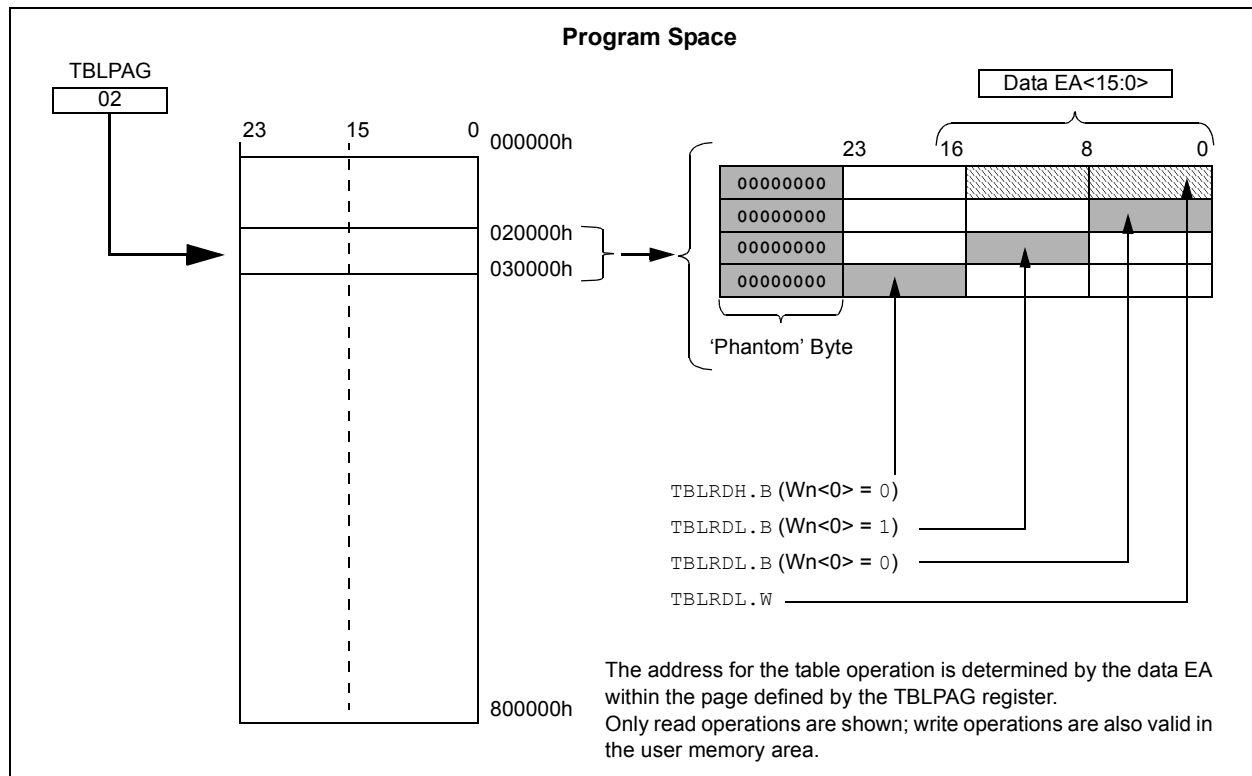 Program Space
TBLPAG
02
Data EA<15:0>
23 15 0
000000h
020000h
030000h
800000h
23 16 8 0
00000000
00000000
00000000
00000000
‘Phantom’ Byte
TBLRDH.B (Wn<0> = 0)
TBLRDL.B (Wn<0> = 1)
TBLRDL.B (Wn<0> = 0)
TBLRDL.W
The address for the table operation is determined by the data EA
within the page defined by the TBLPAG register.
Only read operations are shown; write operations are also valid in
the user memory area.